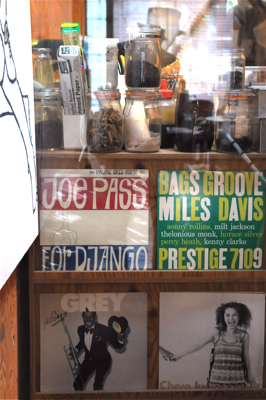 JOE PASS
FOR DJANGO
BAGS GROOVE
MILES DAVIS
sonny rollins, milt jackson
thelonious monk, horace silver
percy heath, kenny clarke
PRESTIGE 7109
GREY